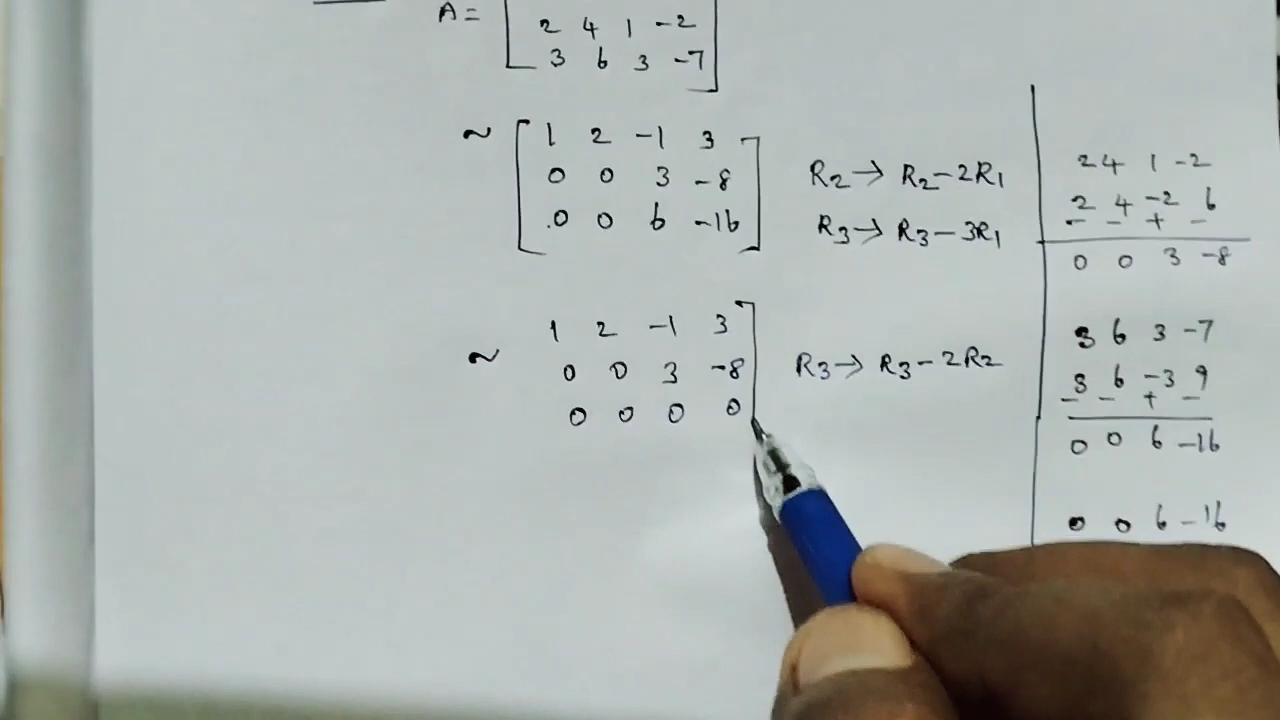 A =
2 4 1 -2
3 6 3 -7
~ 1 2 -1 3
0 0 3 -8
0 0 6 -16
R2 → R2 - 2R1
R3 → R3 - 3R1
~ 1 2 -1 3
0 0 3 -8
0 0 0 0
R3 → R3 - 2R2
2 4 1 -2
2 4 -2 6
- - + -
0 0 3 -8
3 6 3 -7
3 6 -3 9
- - + -
0 0 6 -16
0 0 6 -16